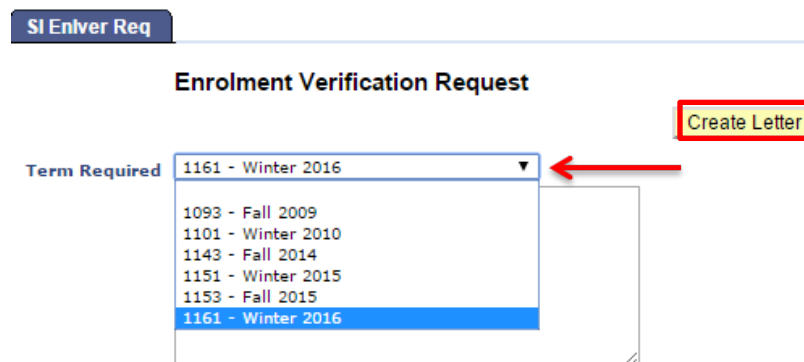 SI Enlver Req
Enrolment Verification Request
Create Letter
Term Required 1161 - Winter 2016
1093 - Fall 2009
1101 - Winter 2010
1143 - Fall 2014
1151 - Winter 2015
1153 - Fall 2015
1161 - Winter 2016